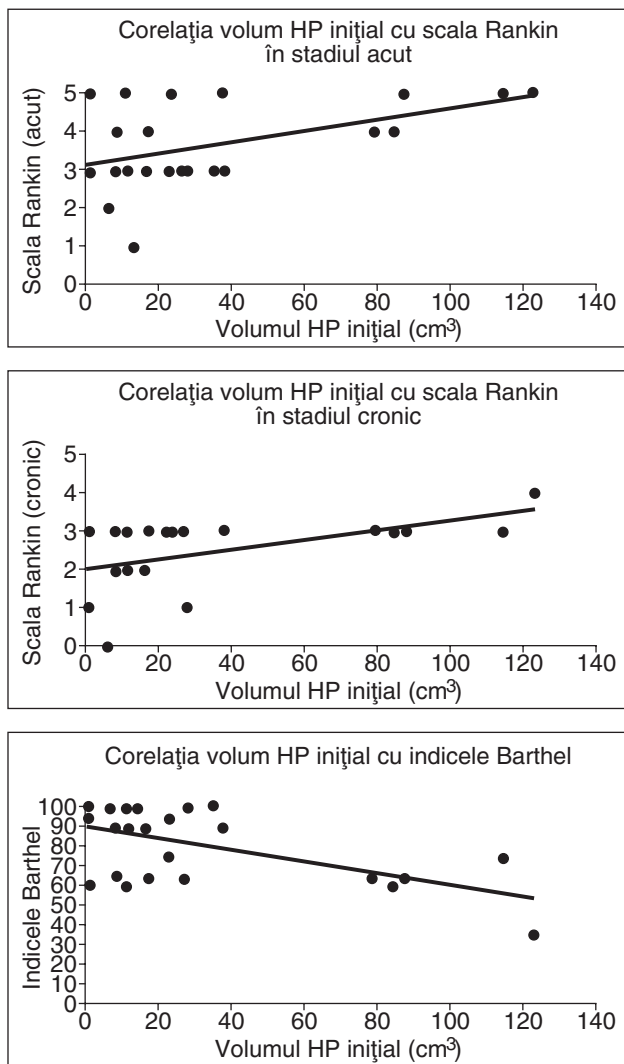 Corelaţia volum HP iniţial cu scala Rankin
în stadiul acut
Scala Rankin (acut)
5
4
3
2
1
0
0 20 40 60 80 100 120 140
Volumul HP iniţial (cm³)
Corelaţia volum HP iniţial cu scala Rankin
în stadiul cronic
Scala Rankin (cronic)
5
4
3
2
1
0
0 20 40 60 80 100 120 140
Volumul HP iniţial (cm³)
Corelaţia volum HP iniţial cu indicele Barthel
Indicele Barthel
100
90
80
70
60
50
40
30
20
10
0
0 20 40 60 80 100 120 140
Volumul HP iniţial (cm³)